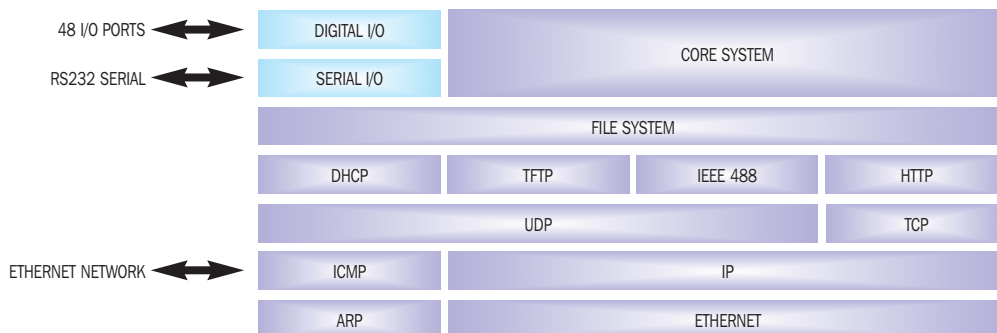 48 I/O PORTS
DIGITAL I/O
CORE SYSTEM
RS232 SERIAL
SERIAL I/O
FILE SYSTEM
DHCP
TFTP
IEEE 488
HTTP
UDP
TCP
ETHERNET NETWORK
ICMP
IP
ARP
ETHERNET